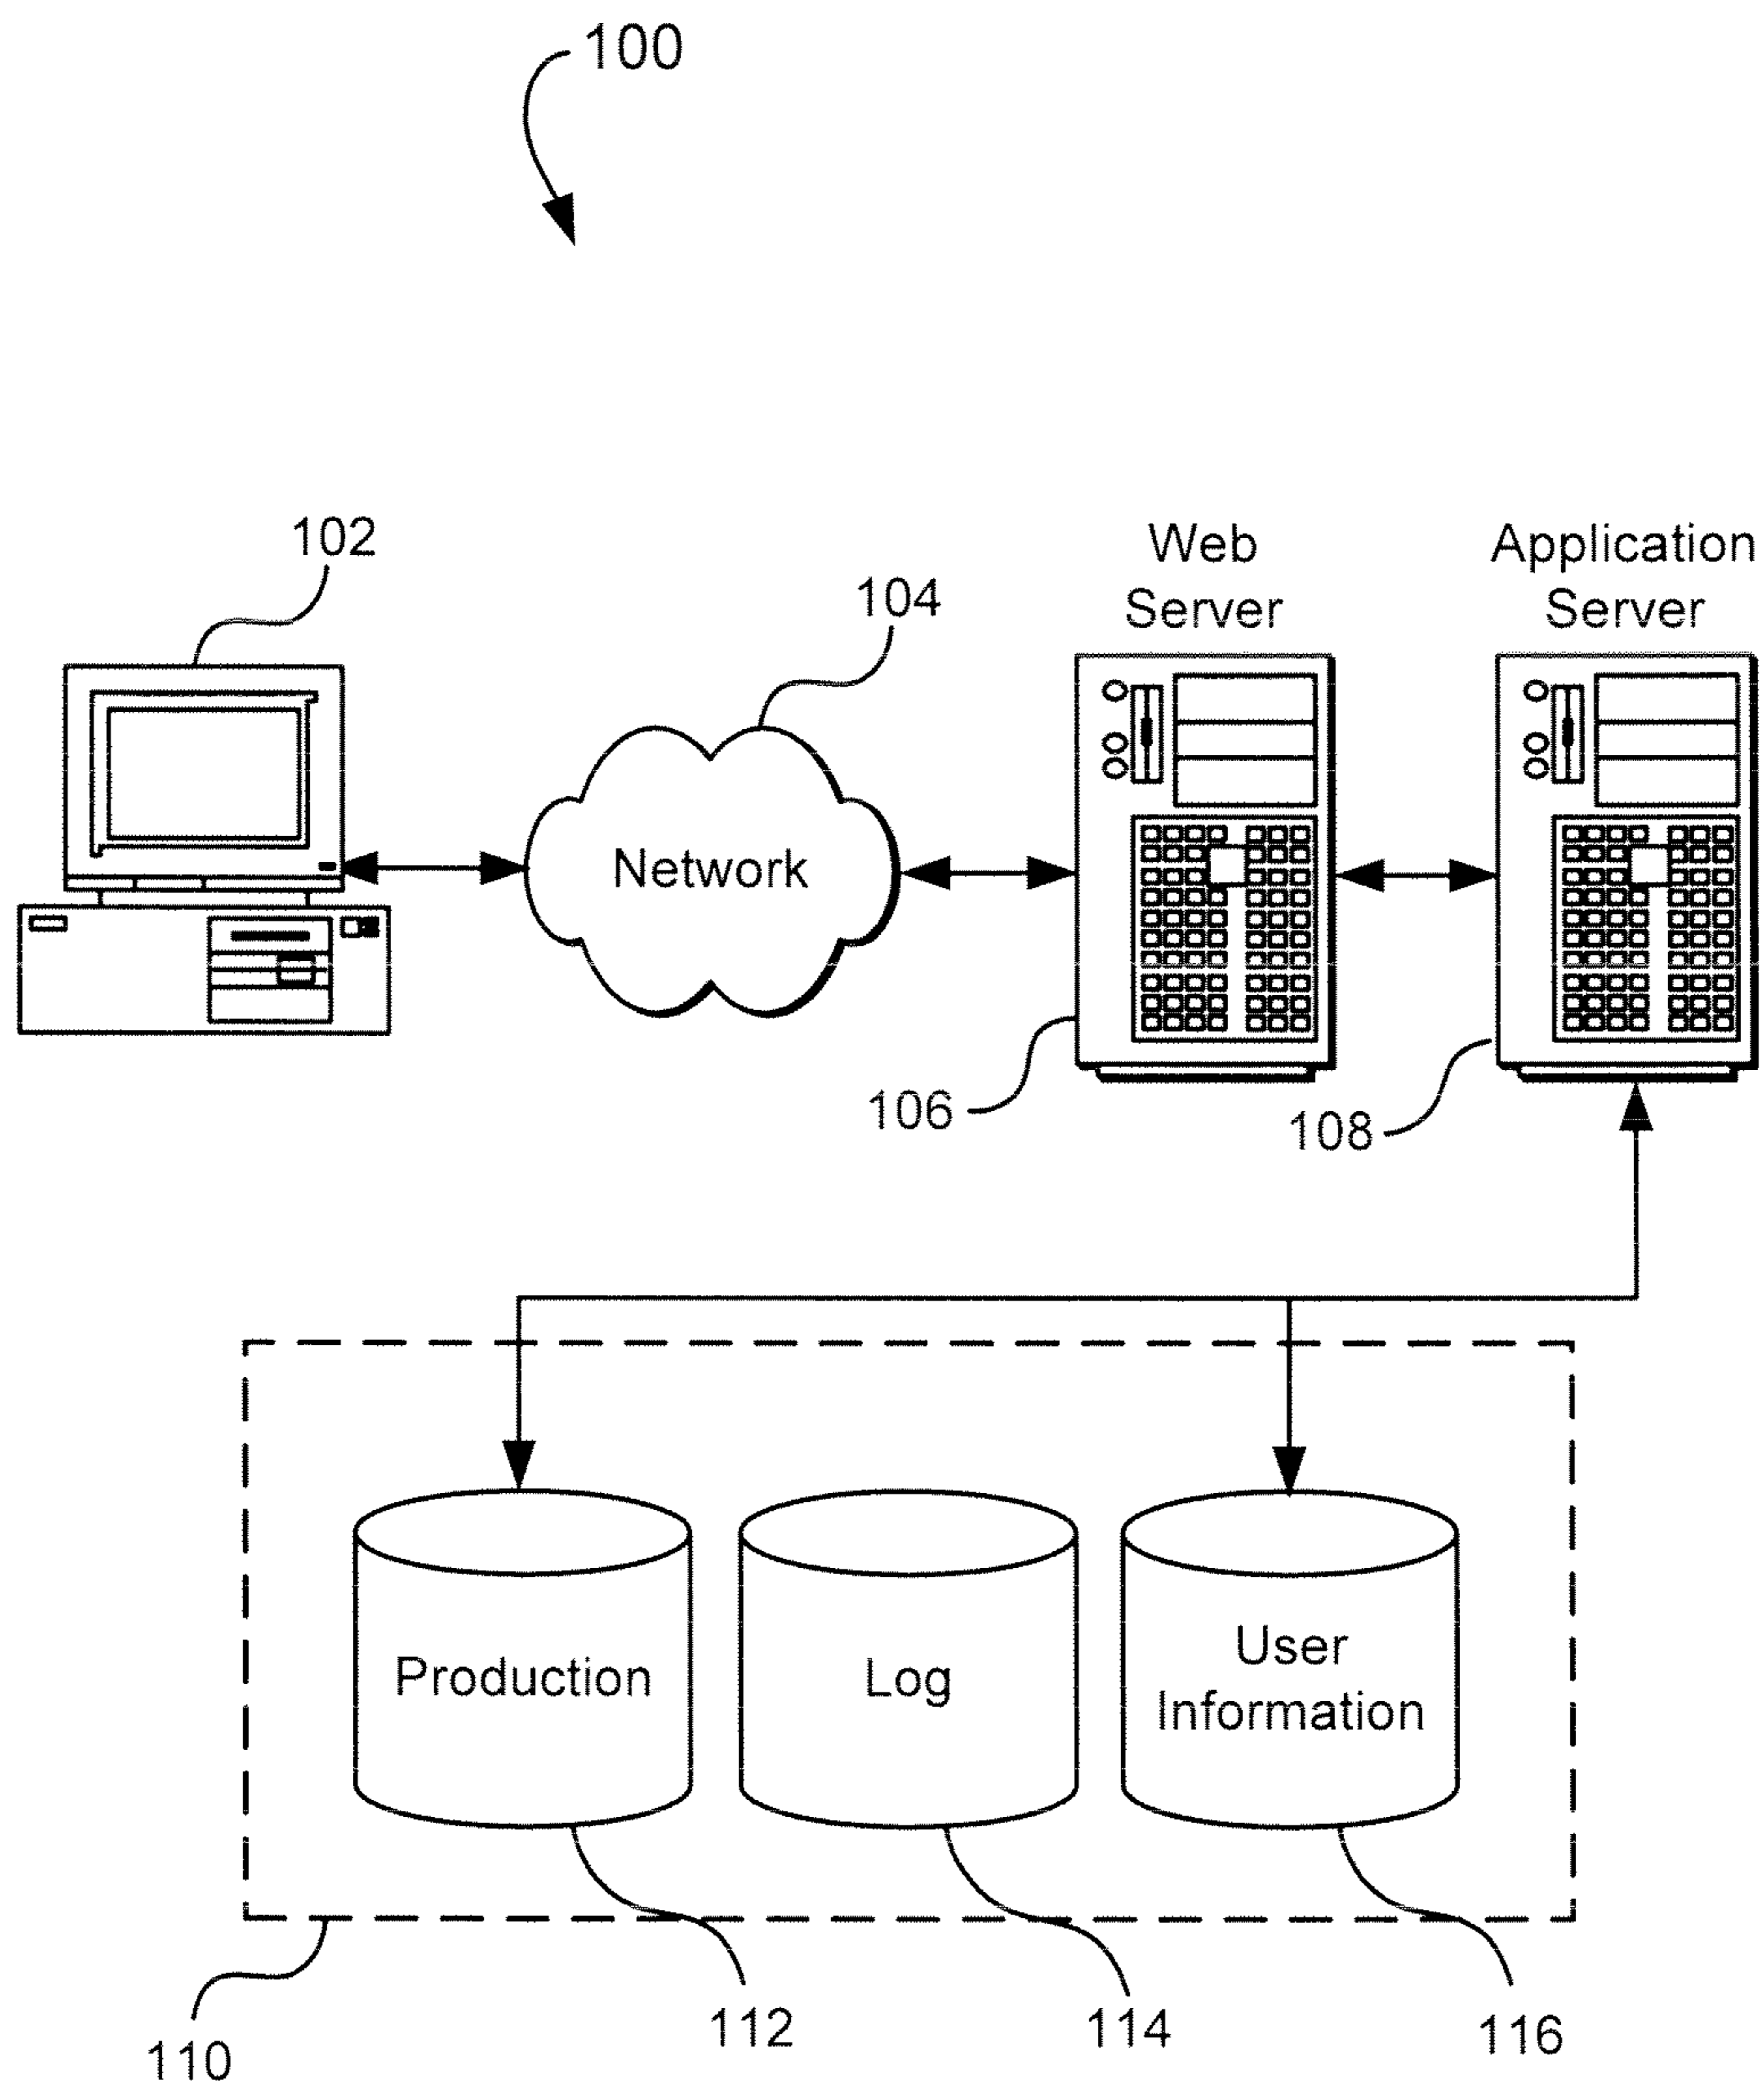 100
102
104
Web
Server
Application
Server
Network
106
108
Production
Log
User
Information
110
112
114
116